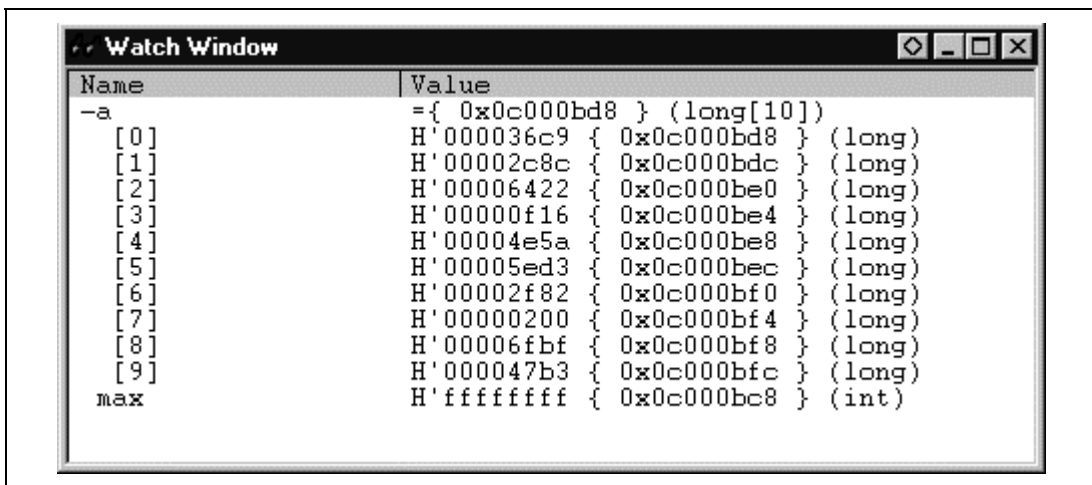 Watch Window
Name Value
-a ={ 0x0c000bd8 } (long[10])
[0] H'000036c9 { 0x0c000bd8 } (long)
[1] H'00002c8c { 0x0c000bdc } (long)
[2] H'00006422 { 0x0c000be0 } (long)
[3] H'00000f16 { 0x0c000be4 } (long)
[4] H'00004e5a { 0x0c000be8 } (long)
[5] H'00005ed3 { 0x0c000bec } (long)
[6] H'00002f82 { 0x0c000bf0 } (long)
[7] H'00000200 { 0x0c000bf4 } (long)
[8] H'00006fbf { 0x0c000bf8 } (long)
[9] H'000047b3 { 0x0c000bfc } (long)
max H'ffffffff { 0x0c000bc8 } (int)